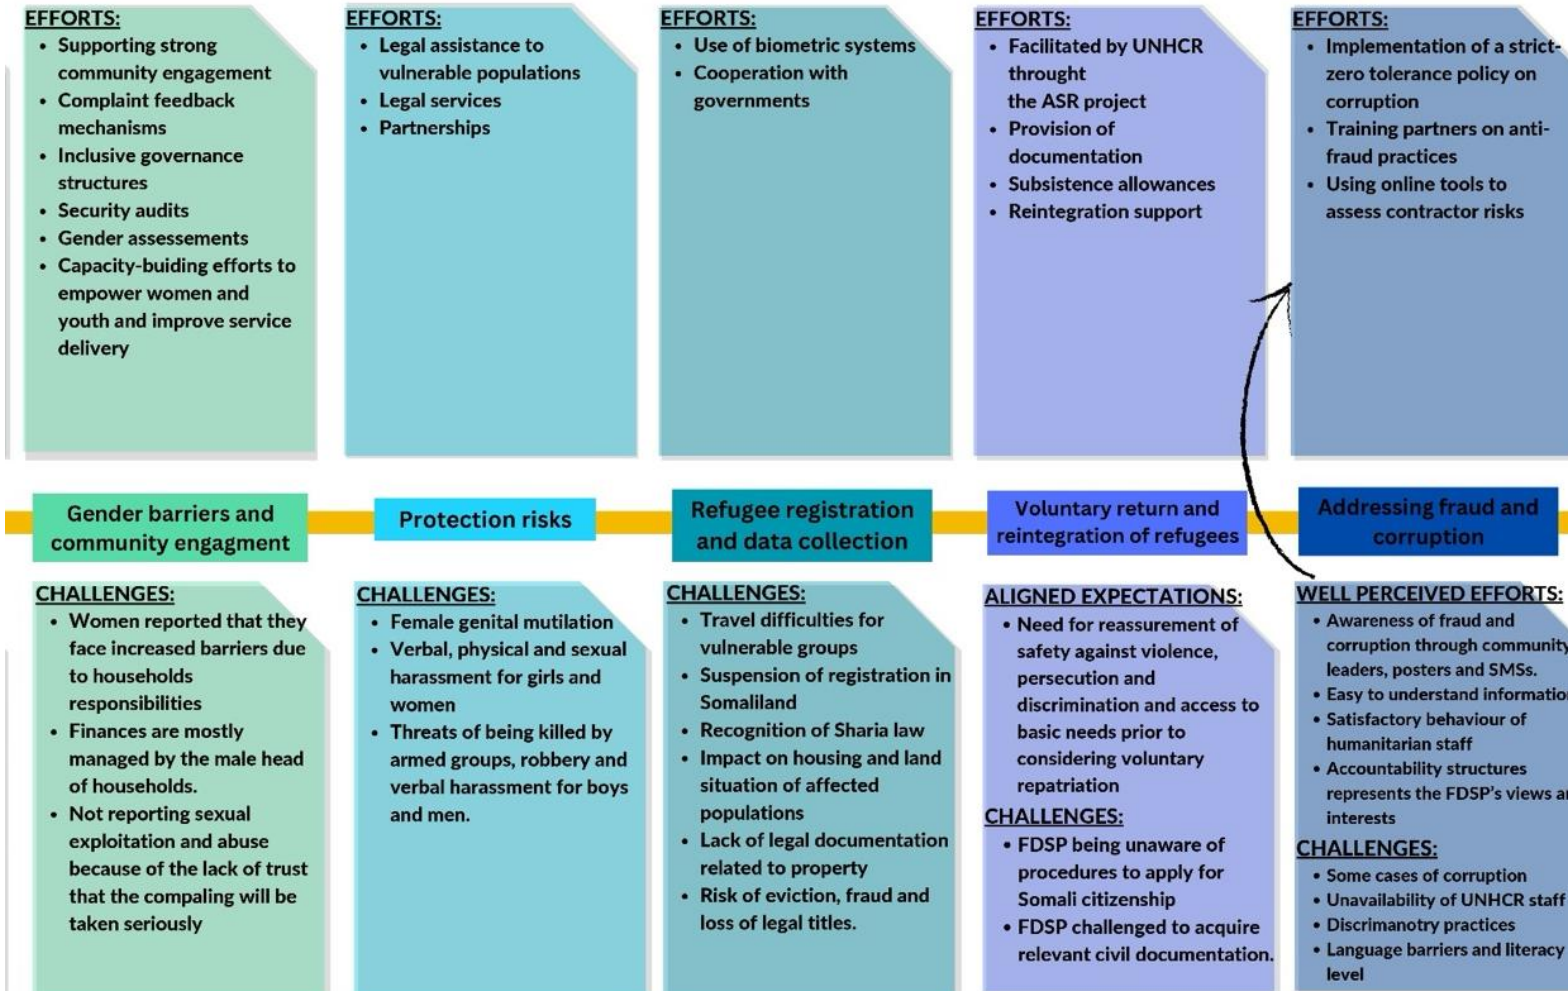 EFFORTS:
• Supporting strong
community engagement
• Complaint feedback
mechanisms
• Inclusive governance
structures
• Security audits
• Gender assessements
• Capacity-buiding efforts to
empower women and
youth and improve service
delivery
EFFORTS:
• Legal assistance to
vulnerable populations
• Legal services
• Partnerships
EFFORTS:
• Use of biometric systems
• Cooperation with
governments
EFFORTS:
• Facilitated by UNHCR
throught
the ASR project
• Provision of
documentation
• Subsistence allowances
• Reintegration support
EFFORTS:
• Implementation of a strict-
zero tolerance policy on
corruption
• Training partners on anti-
fraud practices
• Using online tools to
assess contractor risks
Gender barriers and
community engagment
Protection risks
Refugee registration
and data collection
Voluntary return and
reintegration of refugees
Addressing fraud and
corruption
CHALLENGES:
• Women reported that they
face increased barriers due
to households
responsibilities
• Finances are mostly
managed by the male head
of households.
• Not reporting sexual
exploitation and abuse
because of the lack of trust
that the compaling will be
taken seriously
CHALLENGES:
• Female genital mutilation
• Verbal, physical and sexual
harassment for girls and
women
• Threats of being killed by
armed groups, robbery and
verbal harassment for boys
and men.
CHALLENGES:
• Travel difficulties for
vulnerable groups
• Suspension of registration in
Somaliland
• Recognition of Sharia law
• Impact on housing and land
situation of affected
populations
• Lack of legal documentation
related to property
• Risk of eviction, fraud and
loss of legal titles.
ALIGNED EXPECTATIONS:
• Need for reassurement of
safety against violence,
persecution and
discrimination and access to
basic needs prior to
considering voluntary
repatriation
CHALLENGES:
• FDSP being unaware of
procedures to apply for
Somali citizenship
• FDSP challenged to acquire
relevant civil documentation.
WELL PERCEIVED EFFORTS:
• Awareness of fraud and
corruption through community
leaders, posters and SMSs.
• Easy to understand information
• Satisfactory behaviour of
humanitarian staff
• Accountability structures
represents the FDSP's views
interests
CHALLENGES:
• Some cases of corruption
• Unavailability of UNHCR staff
• Discrimanotry practices
• Language barriers and literacy
level